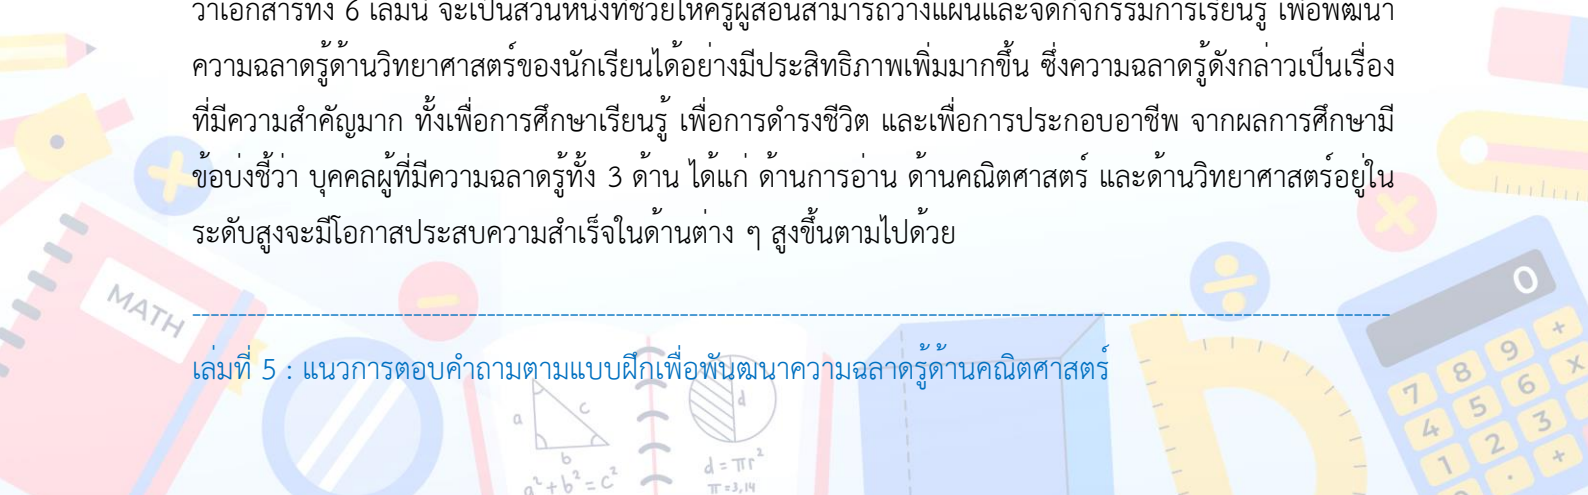 ว่าเอกสารทั้ง 6 เล่มนี้ จะเป็นส่วนหนึ่งที่ช่วยให้ครูผู้สอนสามารถวางแผนและจัดกิจกรรมการเรียนรู้ เพื่อพัฒนา
ความฉลาดรู้ด้านวิทยาศาสตร์ของนักเรียนได้อย่างมีประสิทธิภาพเพิ่มมากขึ้น ซึ่งความฉลาดรู้ดังกล่าวเป็นเรื่อง
ที่มีความสำคัญมาก ทั้งเพื่อการศึกษาเรียนรู้ เพื่อการดำรงชีวิต และเพื่อการประกอบอาชีพ จากผลการศึกษามี
ข้อบ่งชี้ว่า บุคคลผู้ที่มีความฉลาดรู้ทั้ง 3 ด้าน ได้แก่ ด้านการอ่าน ด้านคณิตศาสตร์ และด้านวิทยาศาสตร์อยู่ใน
ระดับสูงจะมีโอกาสประสบความสำเร็จในด้านต่าง ๆ สูงขึ้นตามไปด้วย
MATH
เล่มที่ 5 : แนวการตอบคำถามตามแบบฝึกเพื่อพันฒนาความฉลาดรู้ด้านคณิตศาสตร์
a c d
b
a²+b²=c²
d=πr²
π=3,14
0
7 8 9 +
4 5 6 x
1 2 3
0 . + +